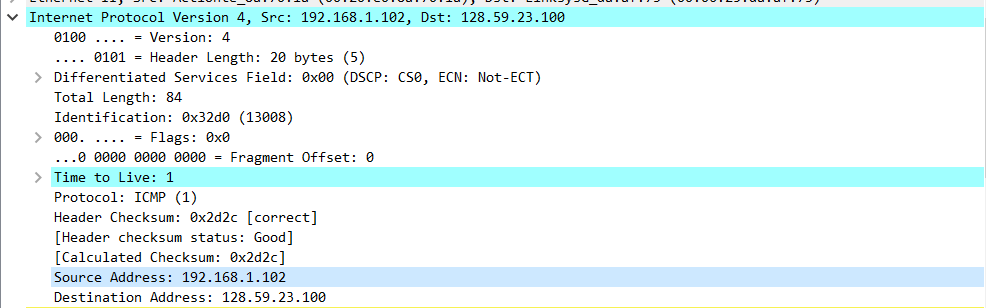 Internet Protocol Version 4, Src: 192.168.1.102, Dst: 128.59.23.100
0100 .... = Version: 4
.... 0101 = Header Length: 20 bytes (5)
Differentiated Services Field: 0x00 (DSCP: CS0, ECN: Not-ECT)
Total Length: 84
Identification: 0x32d0 (13008)
000. .... = Flags: 0x0
...0 0000 0000 0000 = Fragment Offset: 0
Time to Live: 1
Protocol: ICMP (1)
Header Checksum: 0x2d2c [correct]
[Header checksum status: Good]
[Calculated Checksum: 0x2d2c]
Source Address: 192.168.1.102
Destination Address: 128.59.23.100